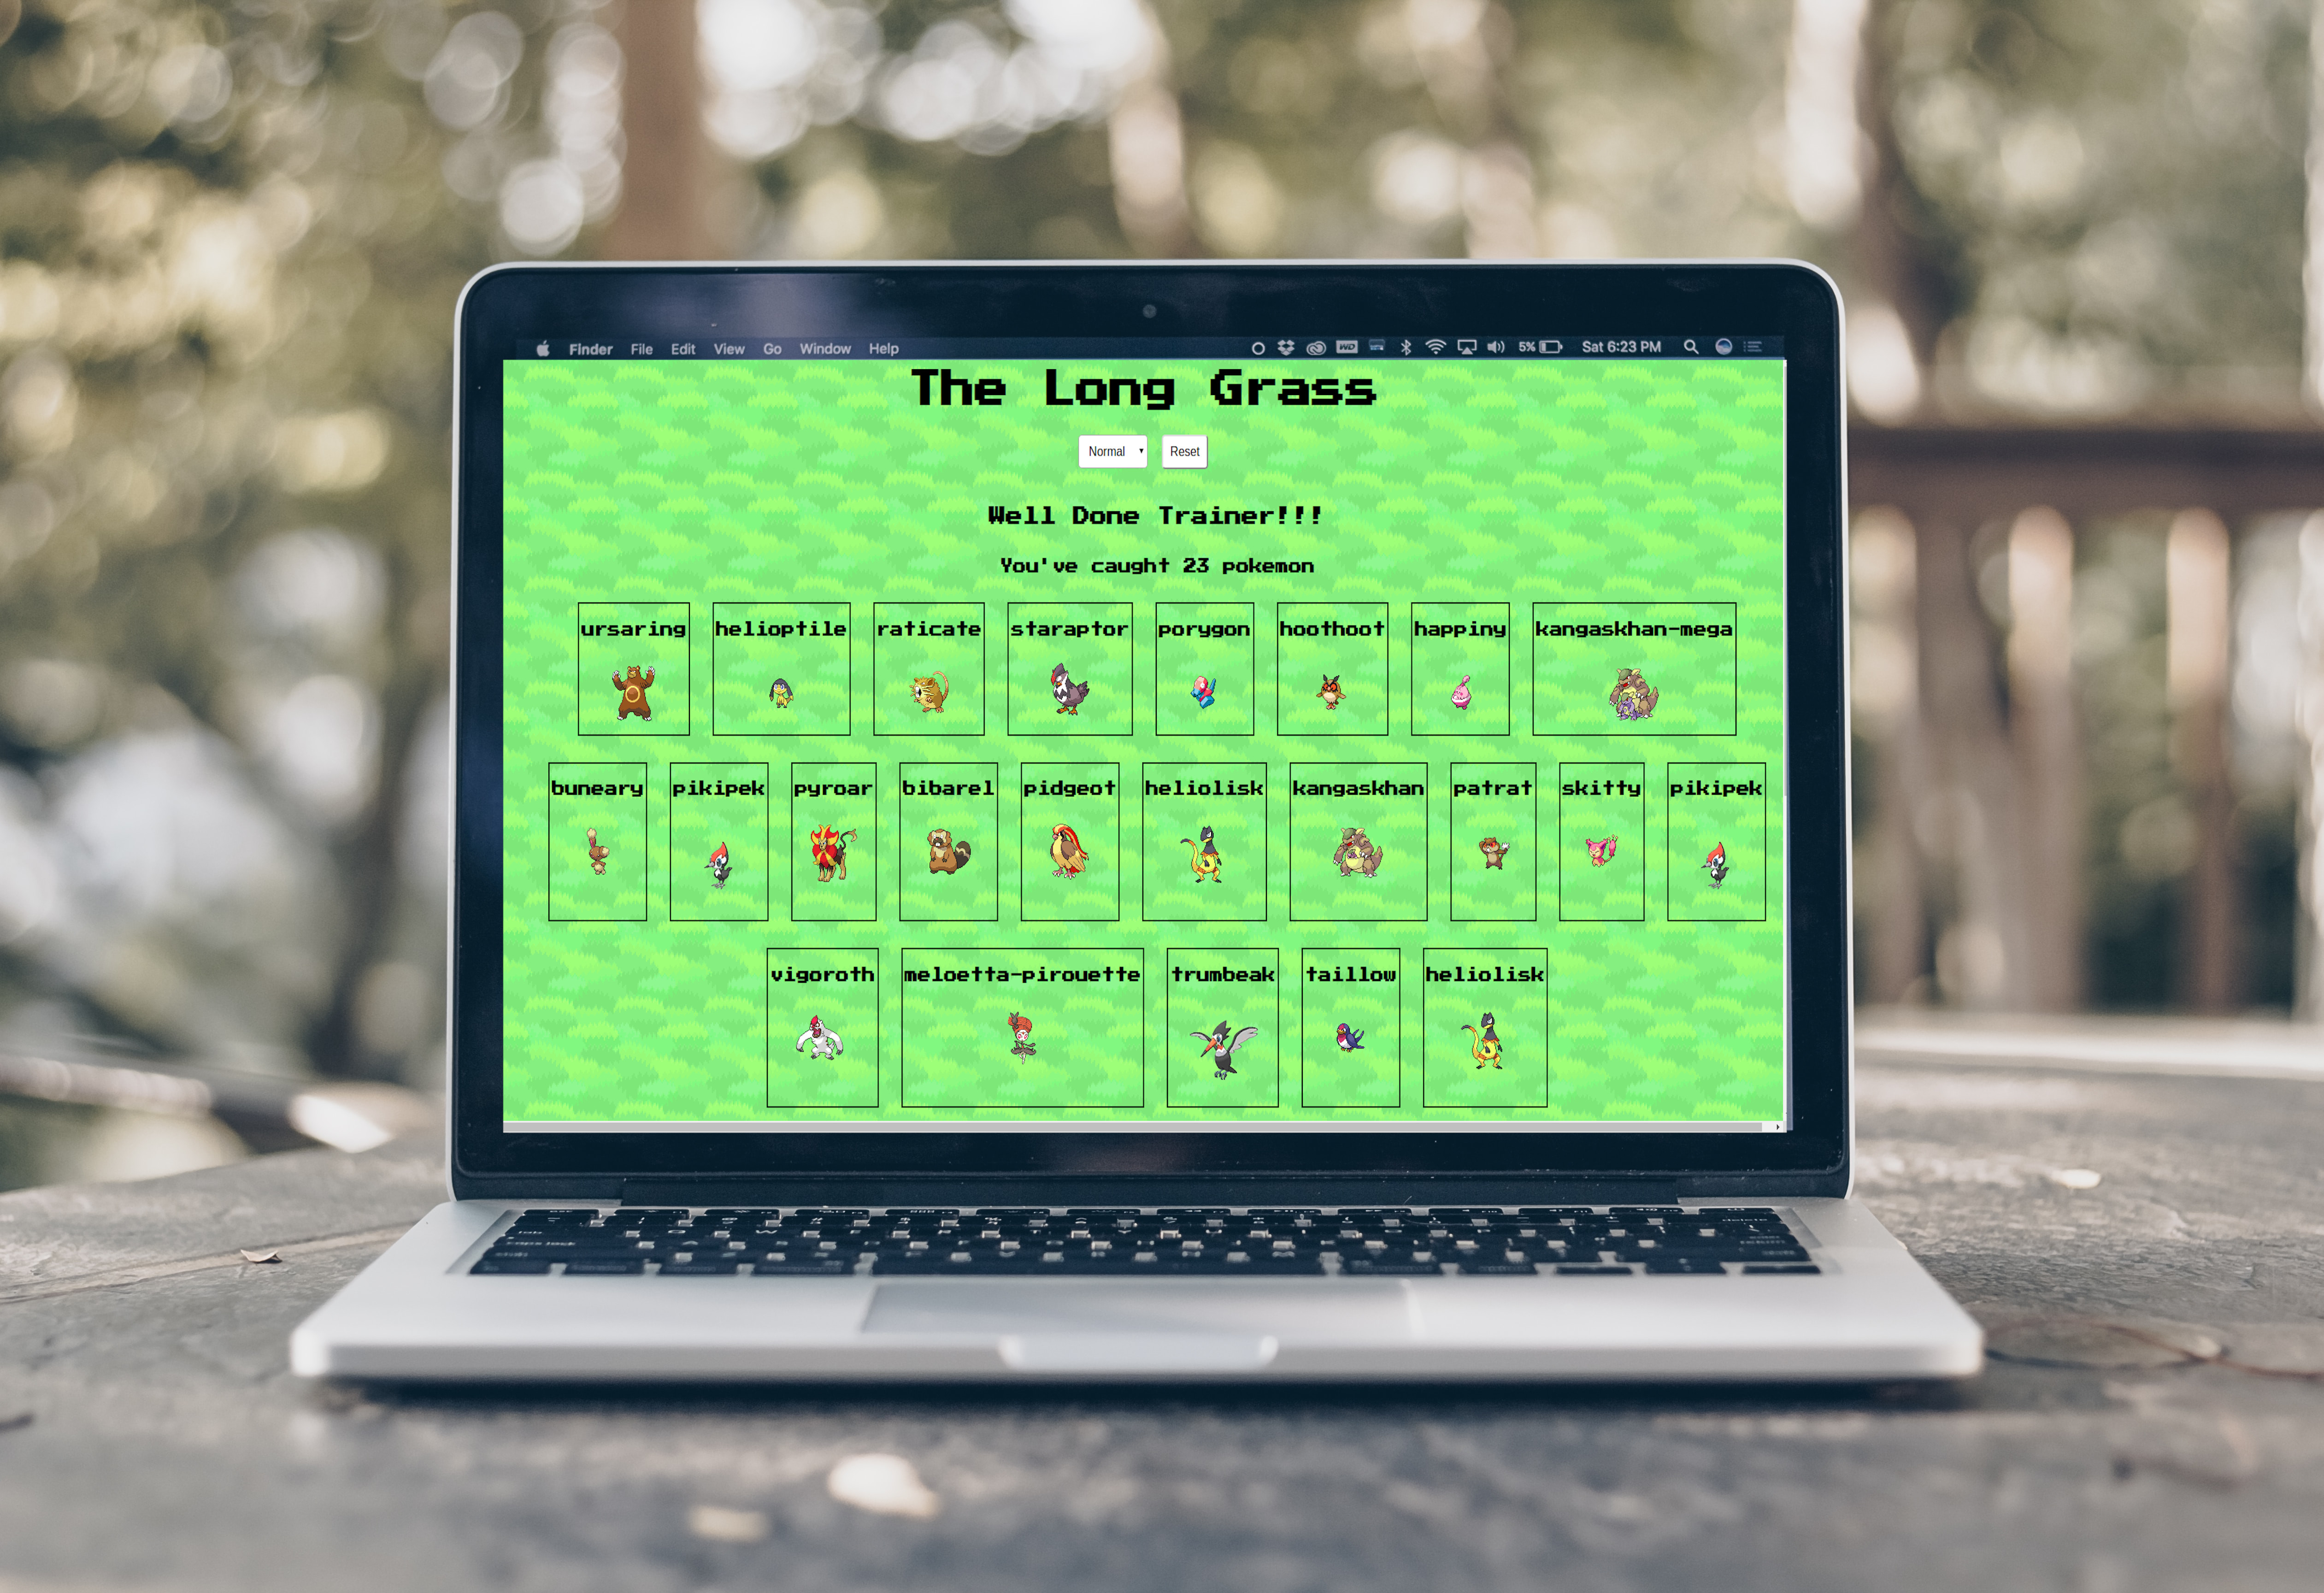 Finder File Edit View Go Window Help WD 5% Sat 6:23 PM
The Long Grass
Normal Reset
Well Done Trainer!!!
You've caught 23 pokemon
ursaring helioptile raticate staraptor porygon hoothoot happiny kangaskhan-mega
buneary pikipek pyroar bibarel pidgeot heliolisk kangaskhan patrat skitty pikipek
vigoroth meloetta-pirouette trumbeak taillow heliolisk